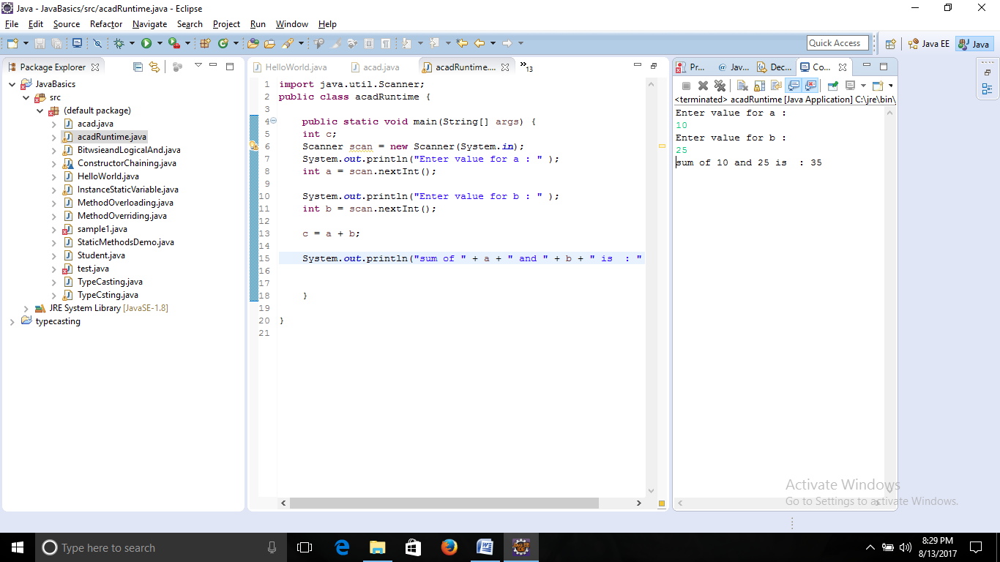 Java - JavaBasics/src/acadRuntime.java - Eclipse
File Edit Source Refactor Navigate Search Project Run Window Help
Quick Access
Java EE
Java
Package Explorer
JavaBasics
src
(default package)
acad.java
acadRuntime.java
BitwsieandLogicalAnd.java
ConstructorChaining.java
HelloWorld.java
InstanceStaticVariable.java
MethodOverloading.java
MethodOverriding.java
sample1.java
StaticMethodsDemo.java
Student.java
test.java
TypeCasting.java
TypeCsting.java
JRE System Library [JavaSE-1.8]
typecasting
HelloWorld.java acad.java acadRuntime.... »13
1 import java.util.Scanner;
2 public class acadRuntime {
3
4 public static void main(String[] args) {
5 int c;
6 Scanner scan = new Scanner(System.in);
7 System.out.println("Enter value for a : " );
8 int a = scan.nextInt();
9
10 System.out.println("Enter value for b : " );
11 int b = scan.nextInt();
12
13 c = a + b;
14
15 System.out.println("sum of " + a + " and " + b + " is  : "
16
17
18 }
19
20 }
21
Pr... @ Jav... Dec... Co...
<terminated> acadRuntime [Java Application] C:\jre\bin\
Enter value for a :
10
Enter value for b :
25
sum of 10 and 25 is  : 35
Activate Windows
Go to Settings to activate Windows.
Type here to search
8:29 PM
8/13/2017